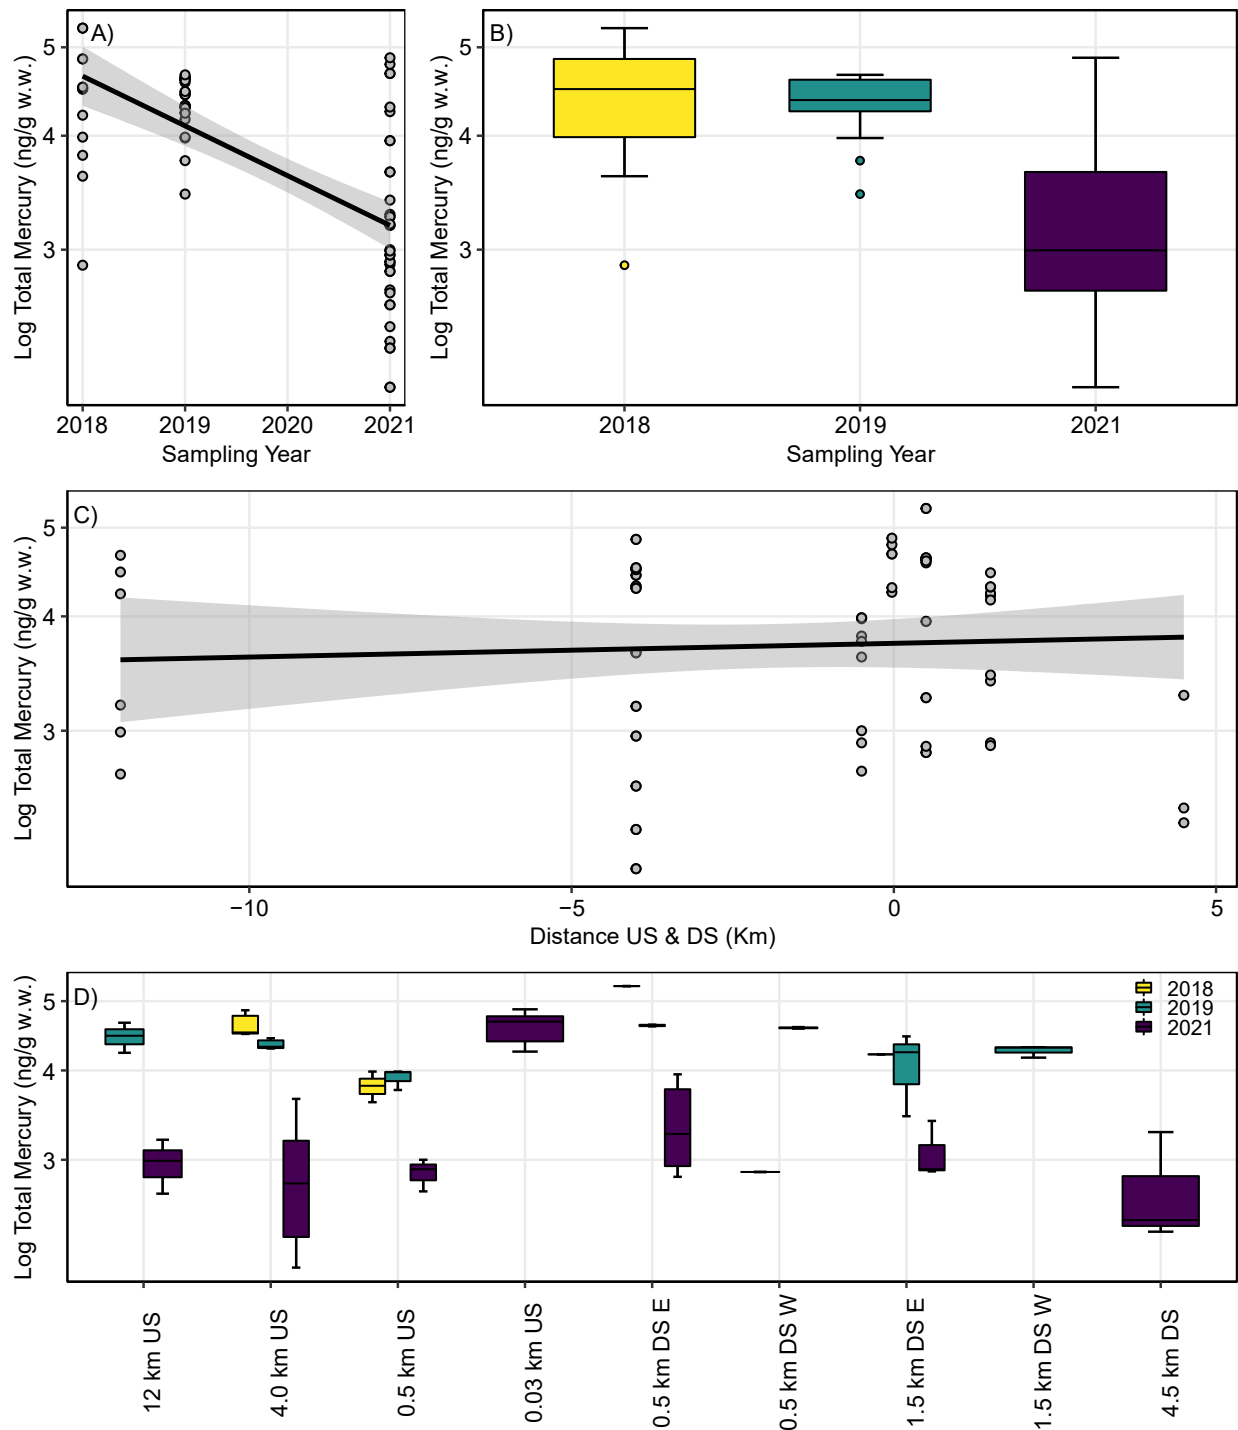 A)
Log Total Mercury (ng/g w.w.)
5
4
3
2018 2019 2020 2021
Sampling Year
B)
Log Total Mercury (ng/g w.w.)
5
4
3
2018 2019 2021
Sampling Year
C)
Log Total Mercury (ng/g w.w.)
5
4
3
−10 −5 0 5
Distance US & DS (Km)
D)
Log Total Mercury (ng/g w.w.)
5
4
3
2018
2019
2021
12 km US
4.0 km US
0.5 km US
0.03 km US
0.5 km DS E
0.5 km DS W
1.5 km DS E
1.5 km DS W
4.5 km DS